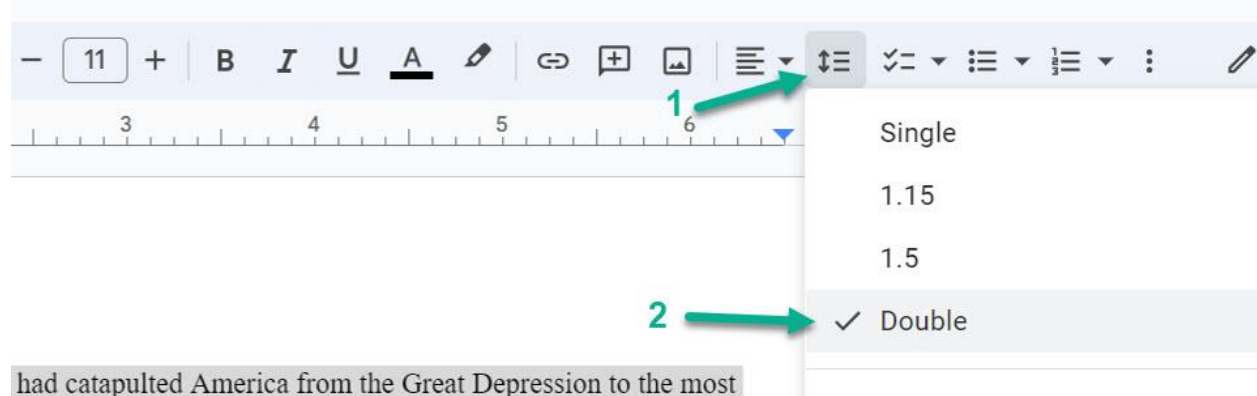 − 11 + B I U A
1
3 4 5 6
Single
1.15
1.5
2
Double
had catapulted America from the Great Depression to the most